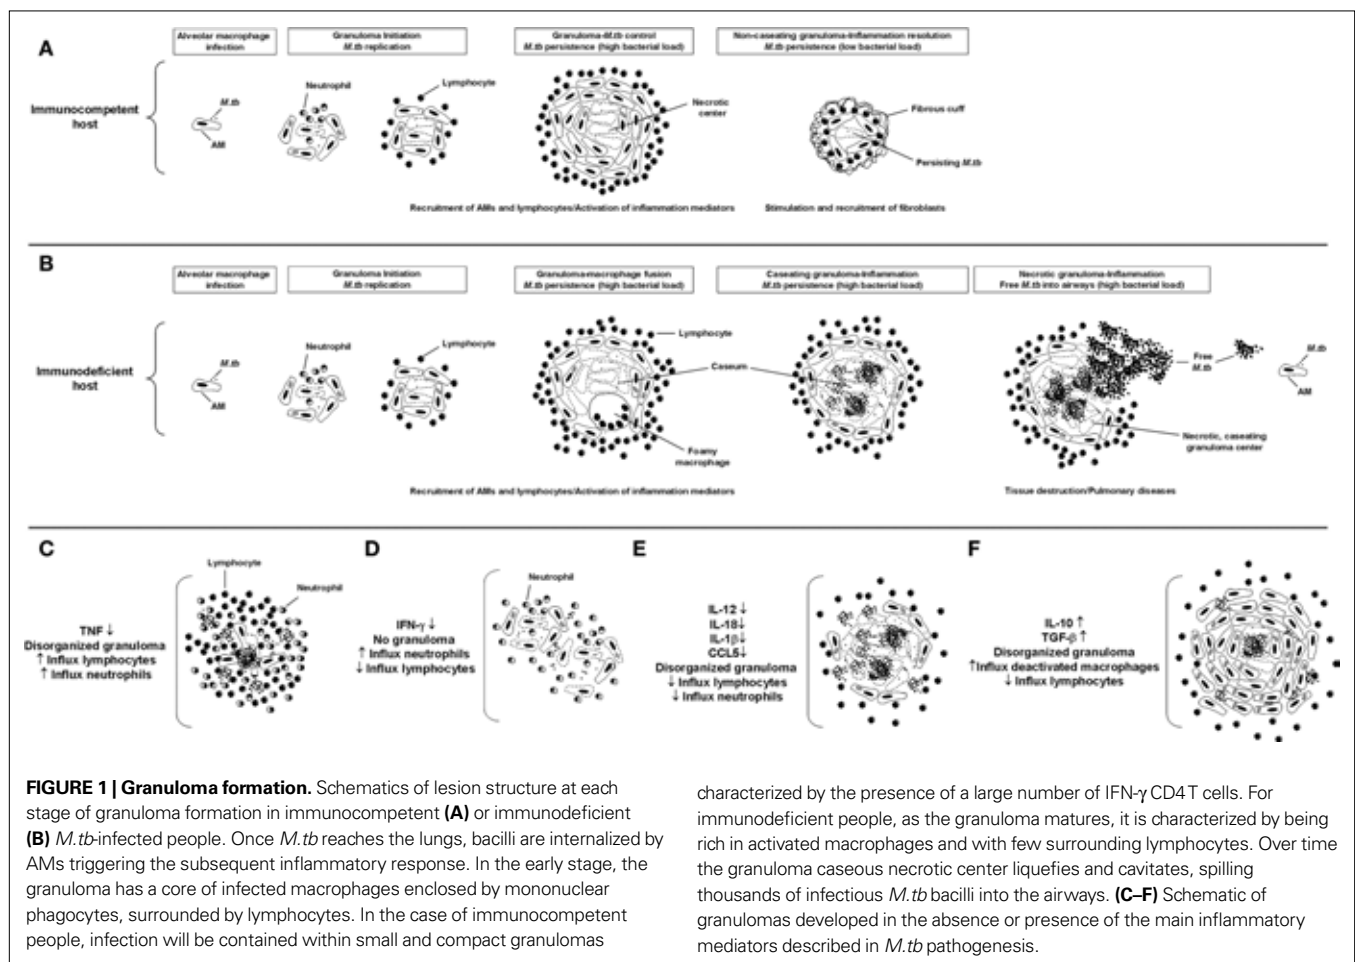 A
Alveolar macrophage
infection
Granuloma Initiation
M.tb replication
Granuloma-M.tb control
M.tb persistence (high bacterial load)
Non-caseating granuloma-Inflammation resolution
M.tb persistence (low bacterial load)
Immunocompetent
host
M.tb
AM
Neutrophil
Lymphocyte
Necrotic
center
Fibrous cuff
Persisting M.tb
Recruitment of AMs and lymphocytes/Activation of inflammation mediators
Stimulation and recruitment of fibroblasts
B
Alveolar macrophage
infection
Granuloma Initiation
M.tb replication
Granuloma-macrophage fusion
M.tb persistence (high bacterial load)
Caseating granuloma-Inflammation
M.tb persistence (high bacterial load)
Necrotic granuloma-Inflammation
Free M.tb into airways (high bacterial load)
Immunodeficient
host
M.tb
AM
Neutrophil
Lymphocyte
Lymphocyte
Caseum
Foamy
macrophage
Free
M.tb
M.tb
AM
Necrotic, caseating
granuloma center
Recruitment of AMs and lymphocytes/Activation of inflammation mediators
Tissue destruction/Pulmonary diseases
C
Lymphocyte
Neutrophil
TNF ↓
Disorganized granuloma
↑ Influx lymphocytes
↑ Influx neutrophils
D
Neutrophil
IFN-γ ↓
No granuloma
↑ Influx neutrophils
↓ Influx lymphocytes
E
IL-12 ↓
IL-18↓
IL-1β↓
CCL5↓
Disorganized granuloma
↓ Influx lymphocytes
↓ Influx neutrophils
F
IL-10 ↑
TGF-β ↑
Disorganized granuloma
↑Influx deactivated macrophages
↓ Influx lymphocytes
FIGURE 1 | Granuloma formation. Schematics of lesion structure at each
stage of granuloma formation in immunocompetent (A) or immunodeficient
(B) M.tb-infected people. Once M.tb reaches the lungs, bacilli are internalized by
AMs triggering the subsequent inflammatory response. In the early stage, the
granuloma has a core of infected macrophages enclosed by mononuclear
phagocytes, surrounded by lymphocytes. In the case of immunocompetent
people, infection will be contained within small and compact granulomas
characterized by the presence of a large number of IFN-γ CD4 T cells. For
immunodeficient people, as the granuloma matures, it is characterized by being
rich in activated macrophages and with few surrounding lymphocytes. Over time
the granuloma caseous necrotic center liquefies and cavitates, spilling
thousands of infectious M.tb bacilli into the airways. (C–F) Schematic of
granulomas developed in the absence or presence of the main inflammatory
mediators described in M.tb pathogenesis.